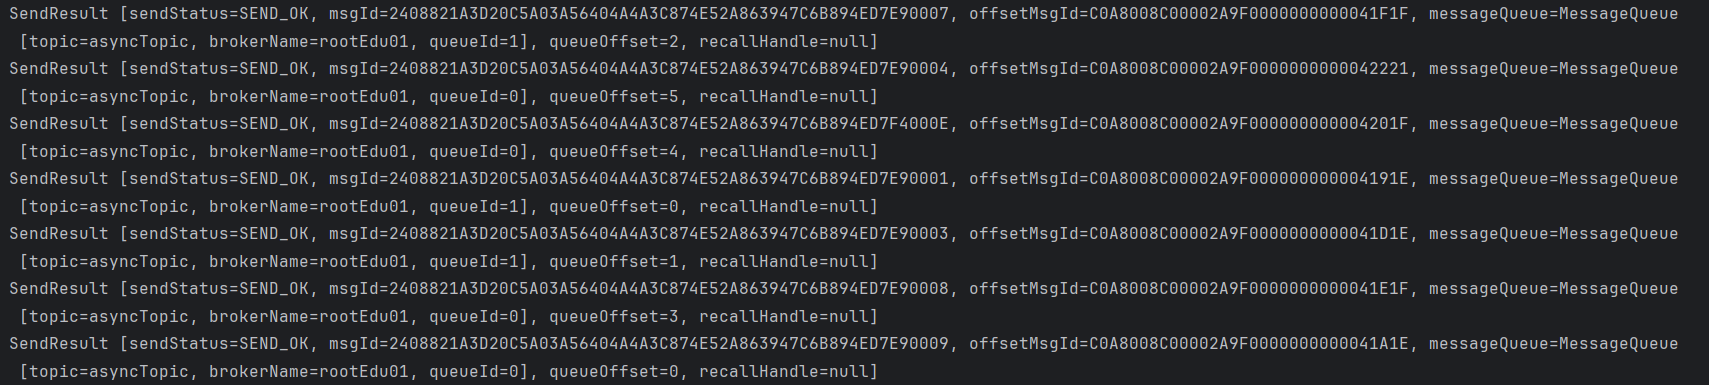 SendResult [sendStatus=SEND_OK, msgId=2408821A3D20C5A03A56404A4A3C874E52A863947C6B894ED7E90007, offsetMsgId=C0A8008C00002A9F0000000000041F1F, messageQueue=MessageQueue
[topic=asyncTopic, brokerName=rootEdu01, queueId=1], queueOffset=2, recallHandle=null]
SendResult [sendStatus=SEND_OK, msgId=2408821A3D20C5A03A56404A4A3C874E52A863947C6B894ED7E90004, offsetMsgId=C0A8008C00002A9F0000000000042221, messageQueue=MessageQueue
[topic=asyncTopic, brokerName=rootEdu01, queueId=0], queueOffset=5, recallHandle=null]
SendResult [sendStatus=SEND_OK, msgId=2408821A3D20C5A03A56404A4A3C874E52A863947C6B894ED7F4000E, offsetMsgId=C0A8008C00002A9F000000000004201F, messageQueue=MessageQueue
[topic=asyncTopic, brokerName=rootEdu01, queueId=0], queueOffset=4, recallHandle=null]
SendResult [sendStatus=SEND_OK, msgId=2408821A3D20C5A03A56404A4A3C874E52A863947C6B894ED7E90001, offsetMsgId=C0A8008C00002A9F000000000004191E, messageQueue=MessageQueue
[topic=asyncTopic, brokerName=rootEdu01, queueId=1], queueOffset=0, recallHandle=null]
SendResult [sendStatus=SEND_OK, msgId=2408821A3D20C5A03A56404A4A3C874E52A863947C6B894ED7E90003, offsetMsgId=C0A8008C00002A9F0000000000041D1E, messageQueue=MessageQueue
[topic=asyncTopic, brokerName=rootEdu01, queueId=1], queueOffset=1, recallHandle=null]
SendResult [sendStatus=SEND_OK, msgId=2408821A3D20C5A03A56404A4A3C874E52A863947C6B894ED7E90008, offsetMsgId=C0A8008C00002A9F0000000000041E1F, messageQueue=MessageQueue
[topic=asyncTopic, brokerName=rootEdu01, queueId=0], queueOffset=3, recallHandle=null]
SendResult [sendStatus=SEND_OK, msgId=2408821A3D20C5A03A56404A4A3C874E52A863947C6B894ED7E90009, offsetMsgId=C0A8008C00002A9F0000000000041A1E, messageQueue=MessageQueue
[topic=asyncTopic, brokerName=rootEdu01, queueId=0], queueOffset=0, recallHandle=null]